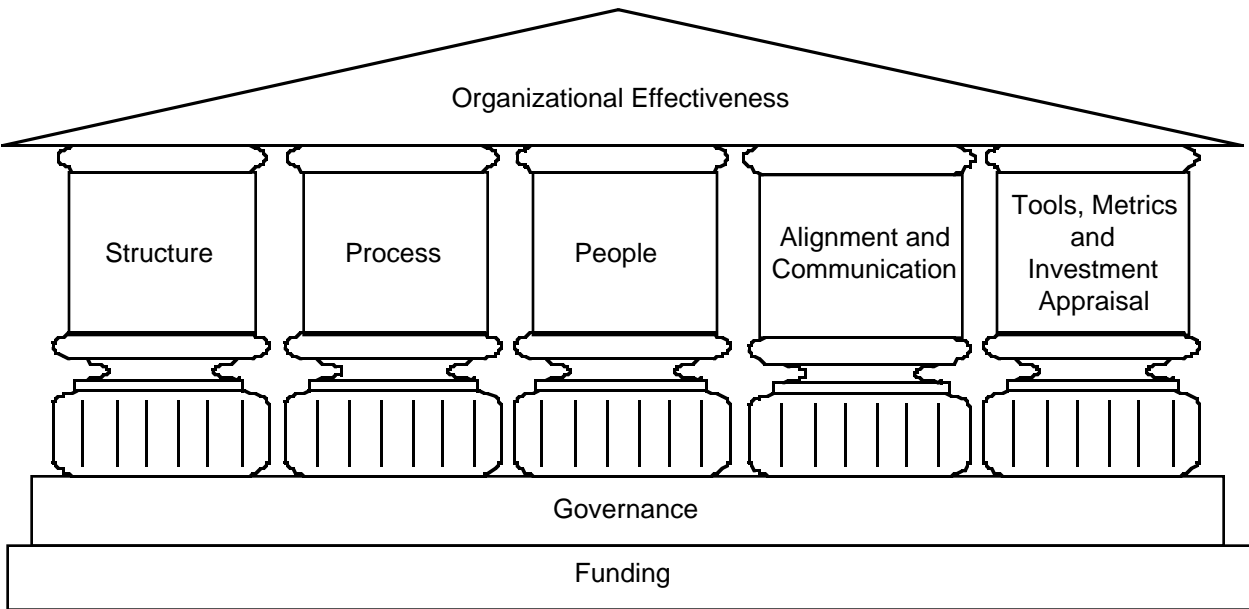 Organizational Effectiveness
Structure
Process
People
Alignment and
Communication
Tools, Metrics
and
Investment
Appraisal
Governance
Funding